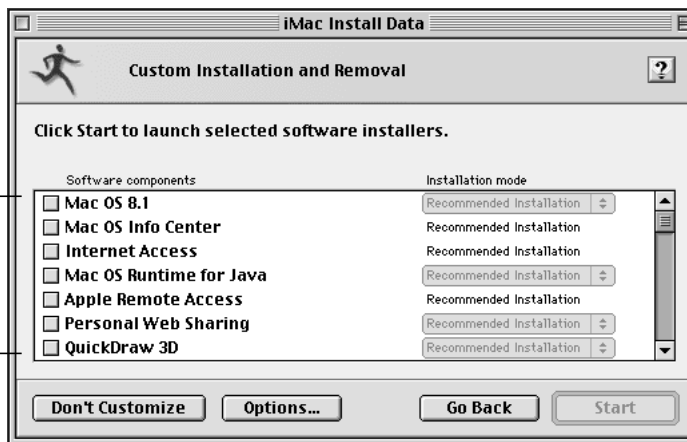 iMac Install Data
Custom Installation and Removal
?
Click Start to launch selected software installers.
Software components Installation mode
Mac OS 8.1 Recommended Installation
Mac OS Info Center Recommended Installation
Internet Access Recommended Installation
Mac OS Runtime for Java Recommended Installation
Apple Remote Access Recommended Installation
Personal Web Sharing Recommended Installation
QuickDraw 3D Recommended Installation
Don't Customize Options... Go Back Start